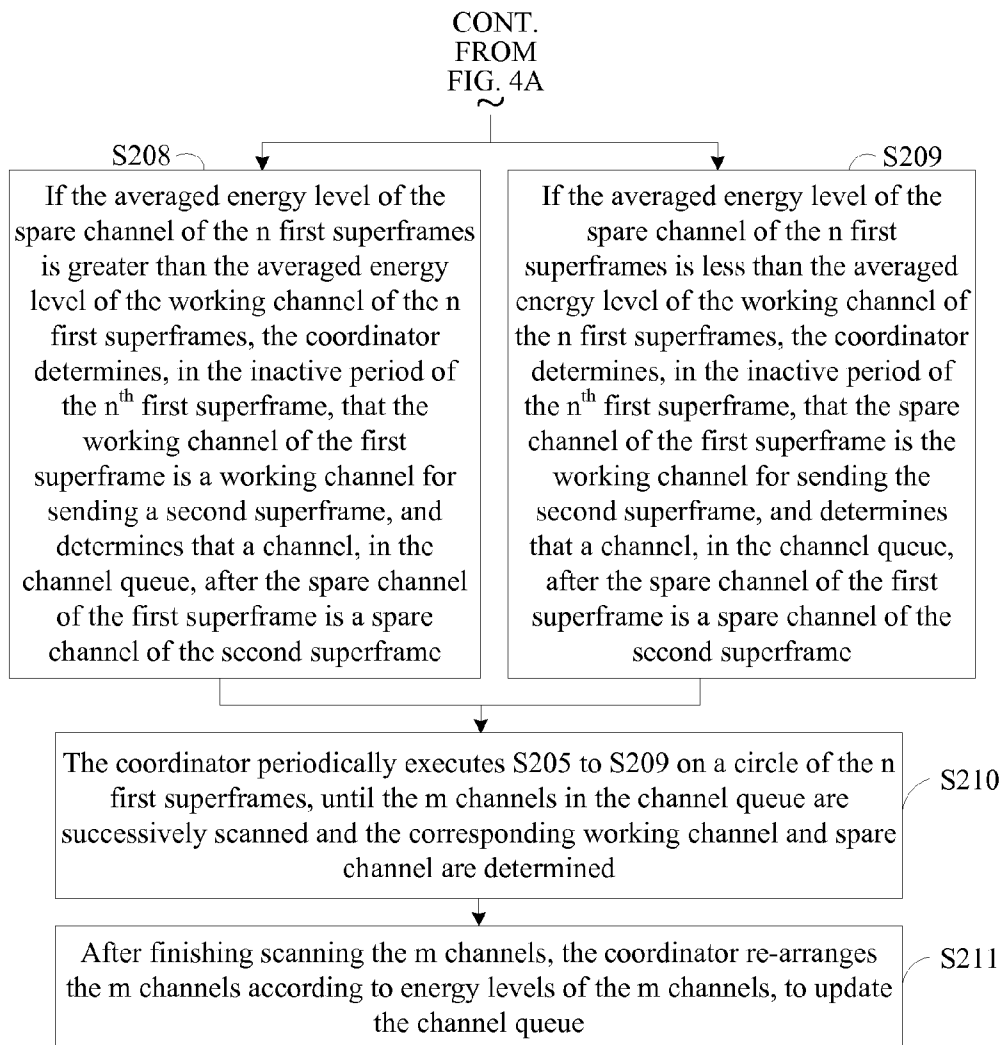 CONT.
FROM
FIG. 4A
~
S208
If the averaged energy level of the
spare channel of the n first superframes
is greater than the averaged energy
level of the working channel of the n
first superframes, the coordinator
determines, in the inactive period of
the nth first superframe, that the
working channel of the first
superframe is a working channel for
sending a second superframe, and
determines that a channel, in the
channel queue, after the spare channel
of the first superframe is a spare
channel of the second superframe
S209
If the averaged energy level of the
spare channel of the n first
superframes is less than the averaged
energy level of the working channel of
the n first superframes, the coordinator
determines, in the inactive period of
the nth first superframe, that the spare
channel of the first superframe is the
working channel for sending the
second superframe, and determines
that a channel, in the channel queue,
after the spare channel of the first
superframe is a spare channel of the
second superframe
The coordinator periodically executes S205 to S209 on a circle of the n
first superframes, until the m channels in the channel queue are
successively scanned and the corresponding working channel and spare
channel are determined
S210
After finishing scanning the m channels, the coordinator re-arranges
the m channels according to energy levels of the m channels, to update
the channel queue
S211